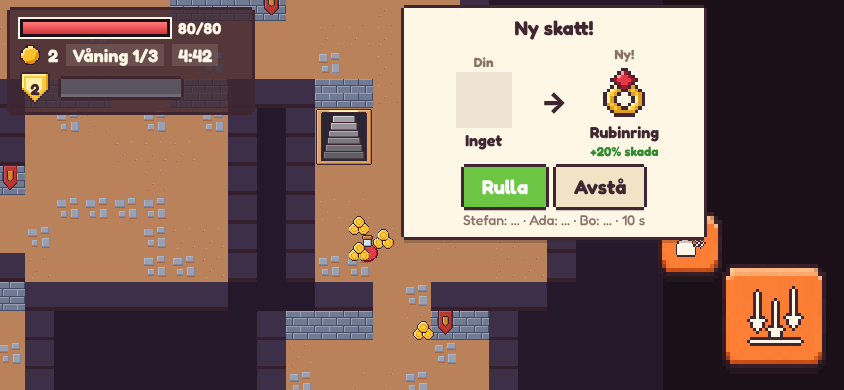 80/80
2 Våning 1/3 4:42
2
Ny skatt!
Din
Ny!
Inget
Rubinring
+20% skada
Rulla
Avstå
Stefan: ... · Ada: ... · Bo: ... · 10 s